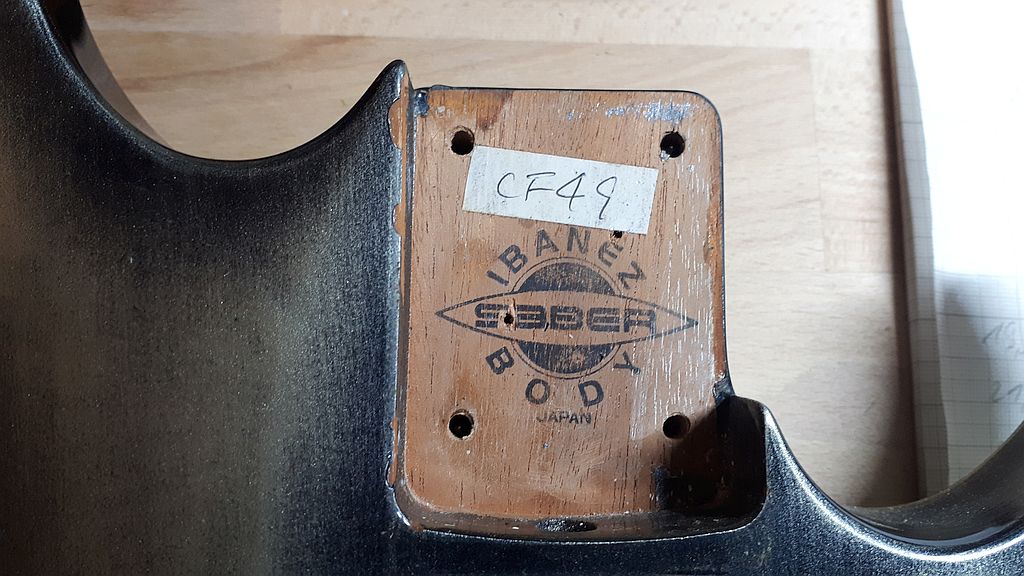 CF49
IBANEZ
SABER
BODY
JAPAN